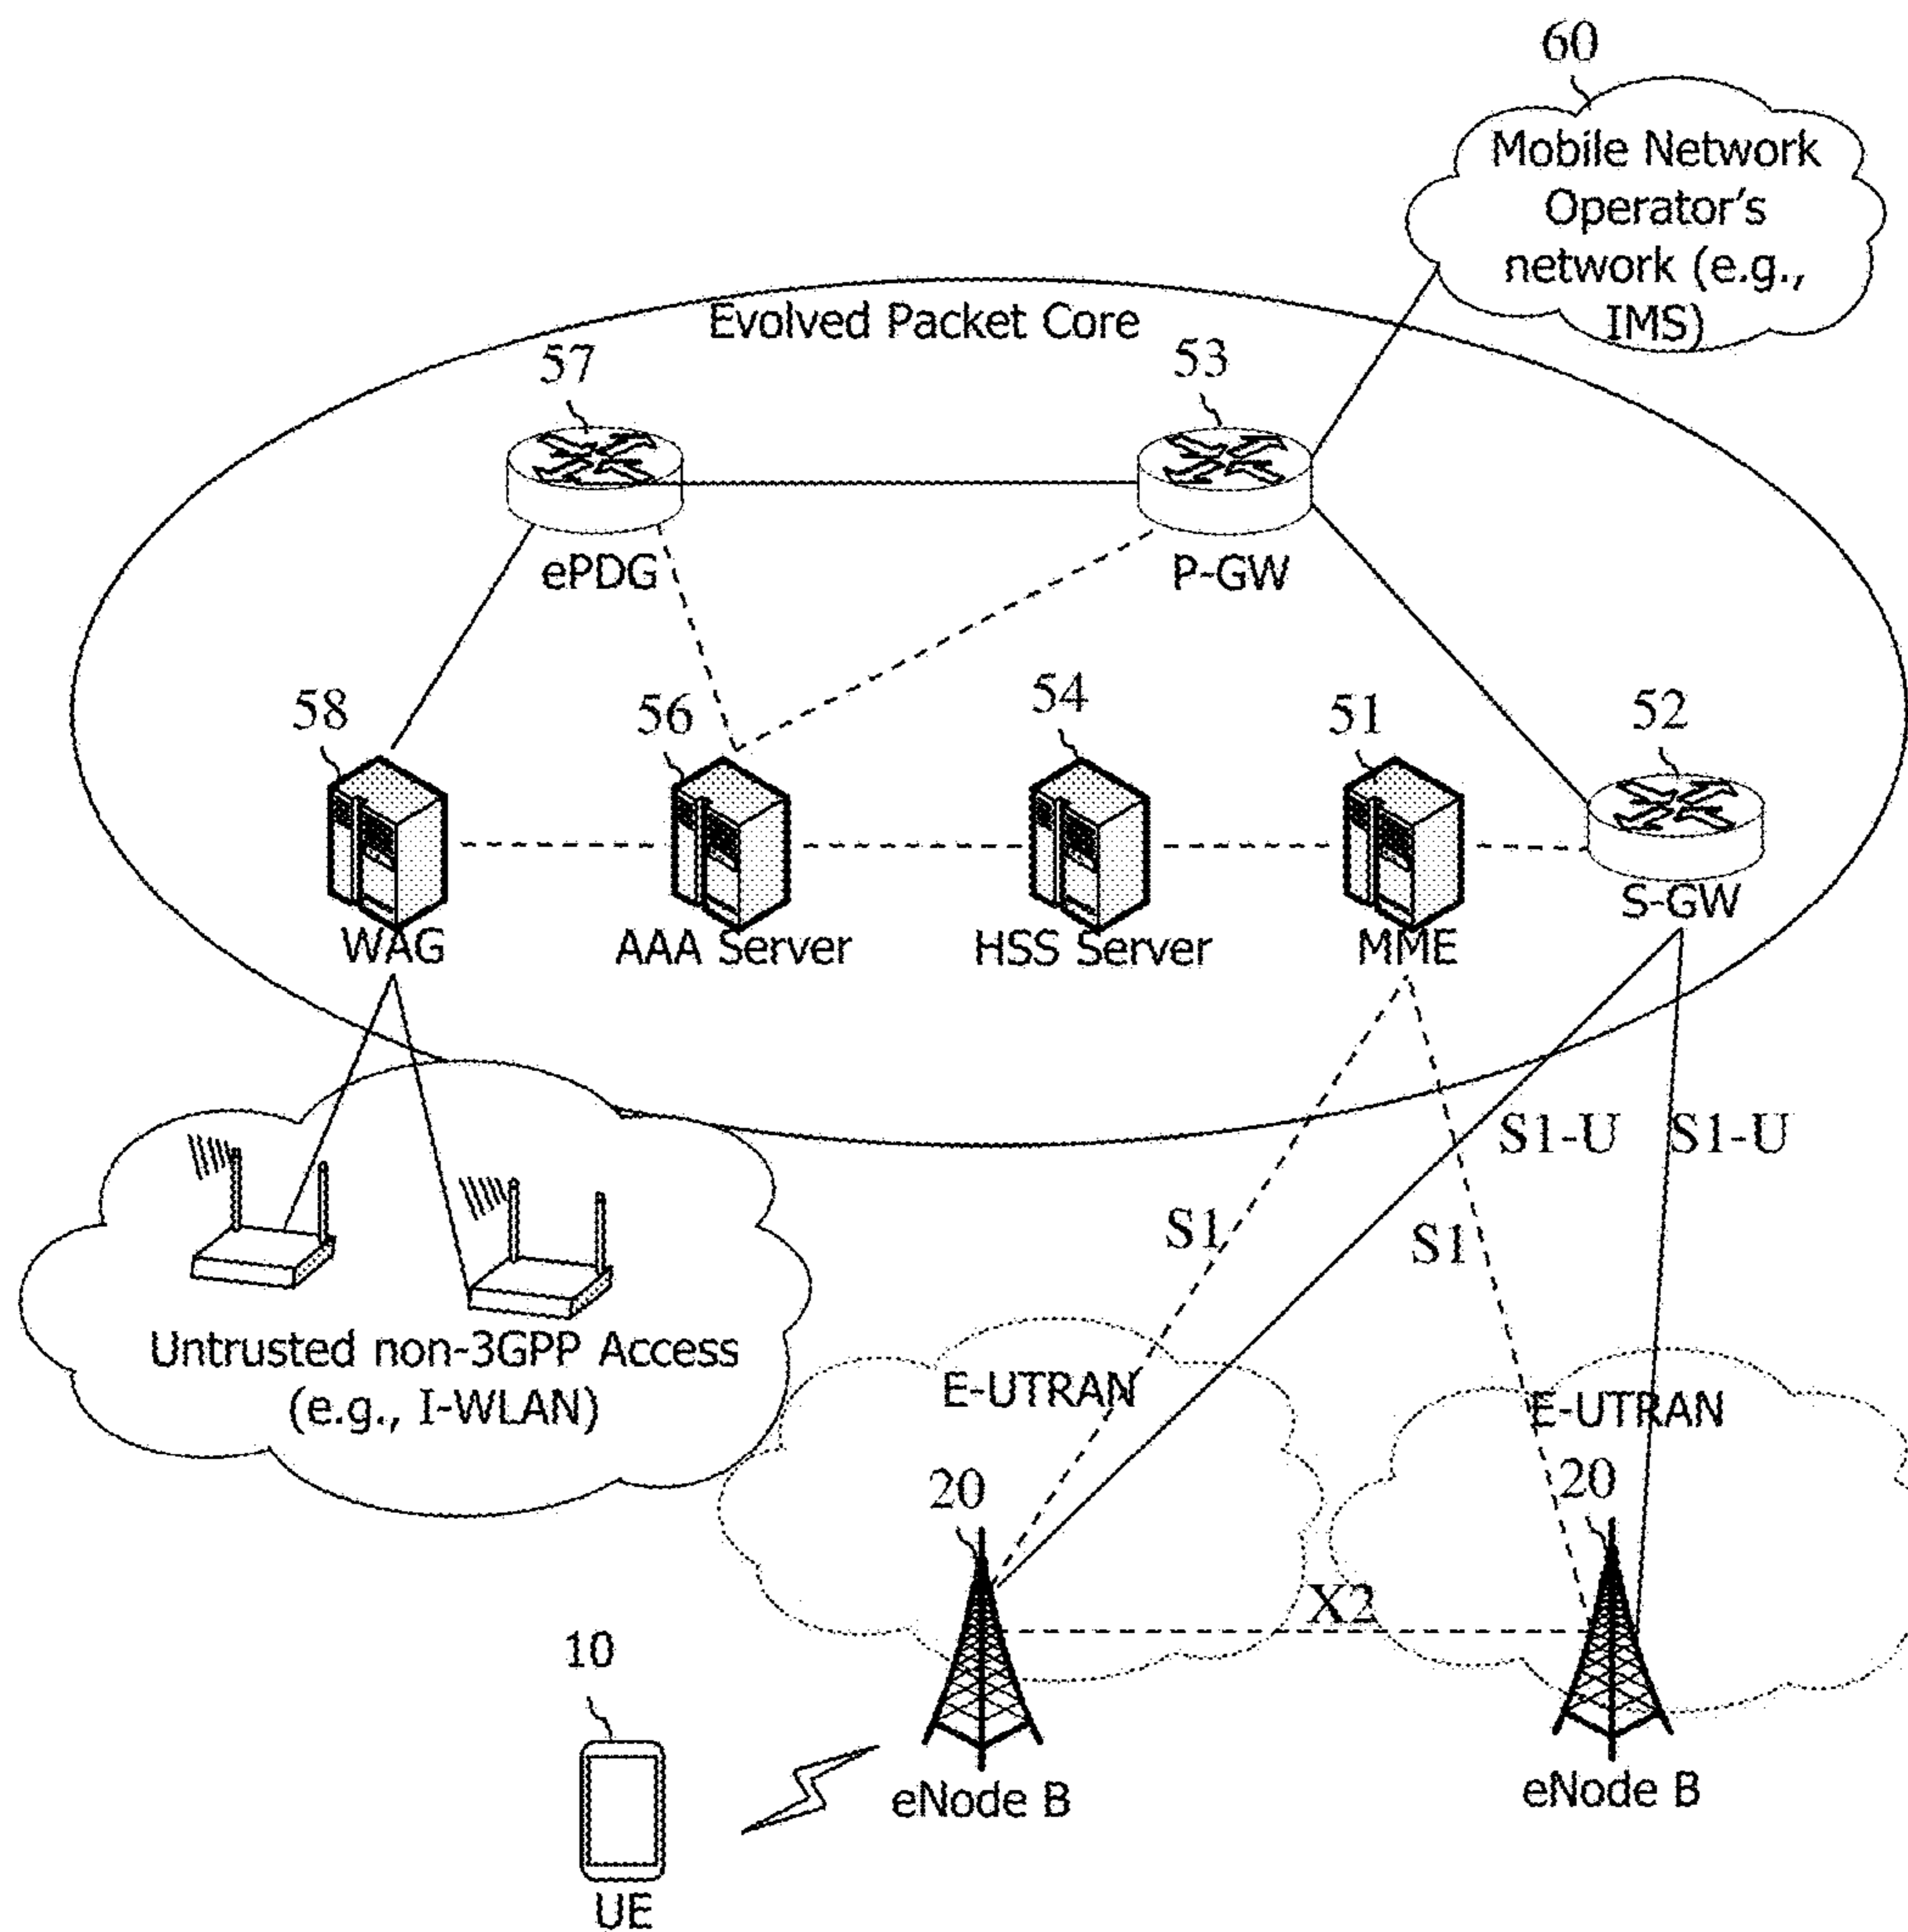 60
Mobile Network
Operator's
network (e.g.,
IMS)
Evolved Packet Core
57
53
ePDG
P-GW
58
56
54
51
52
WAG
AAA Server
HSS Server
MME
S-GW
S1-U
S1-U
S1
S1
Untrusted non-3GPP Access
(e.g., I-WLAN)
E-UTRAN
E-UTRAN
20
20
X2
10
eNode B
eNode B
UE